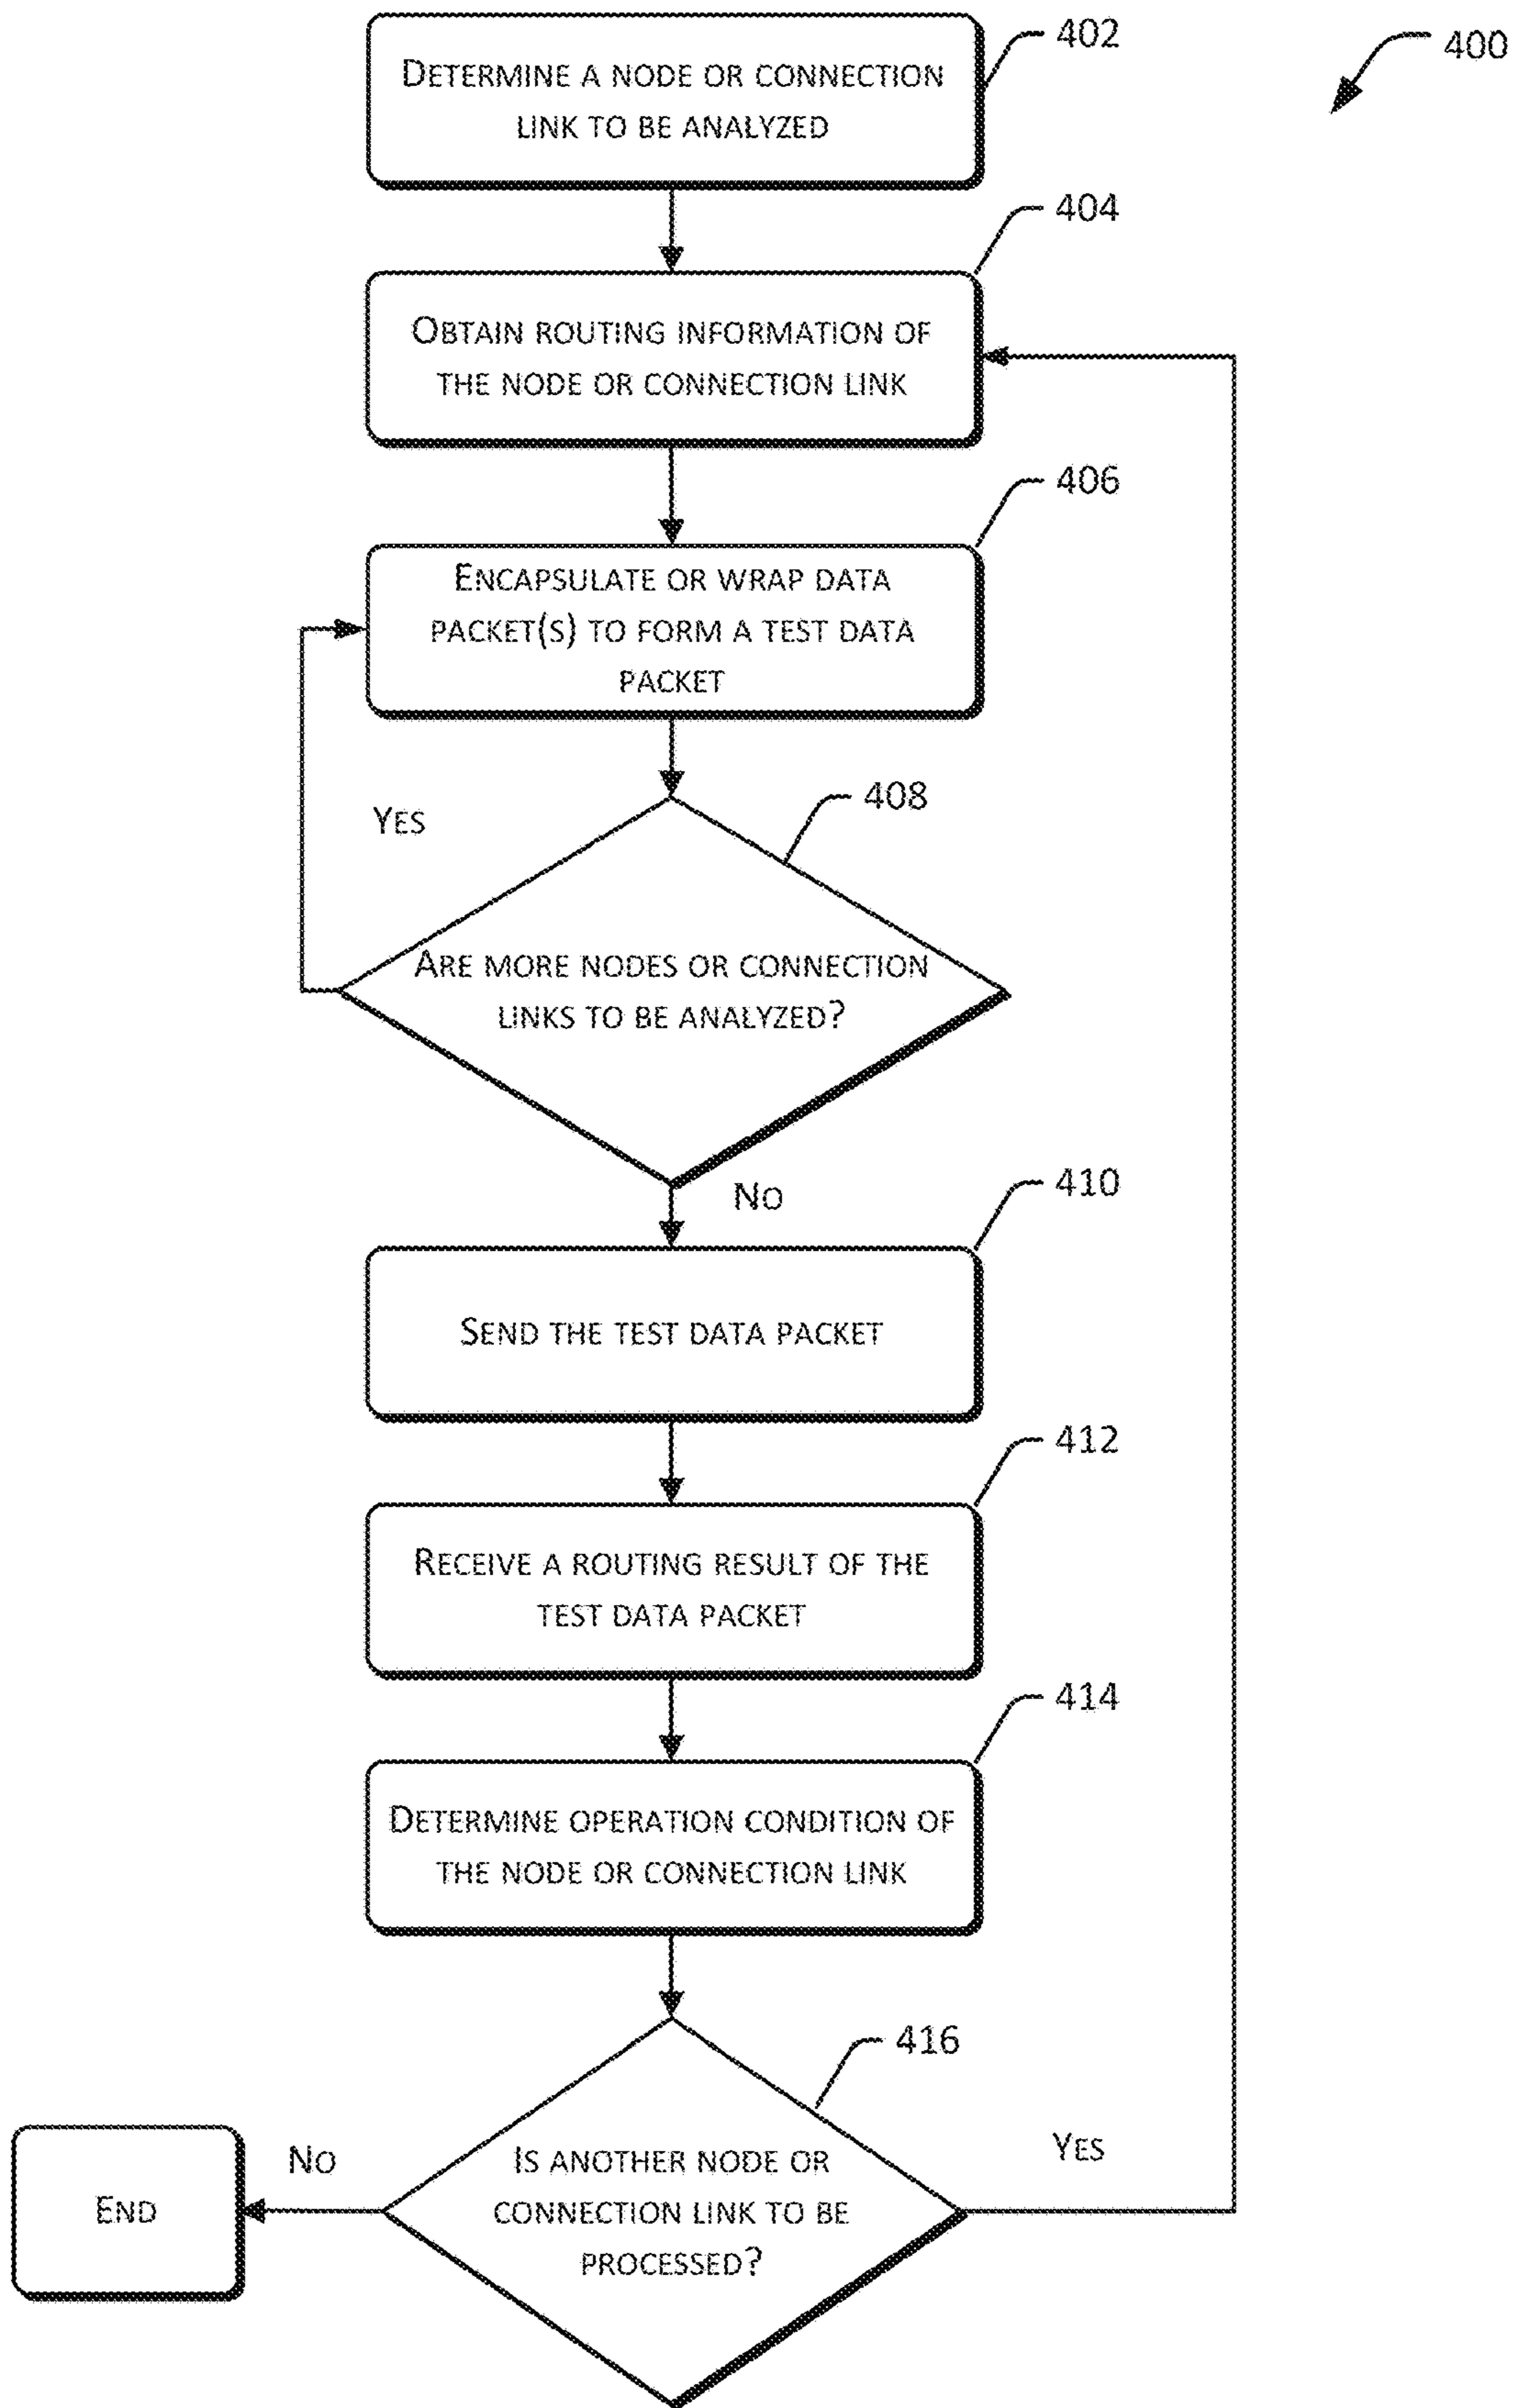 402
400
DETERMINE A NODE OR CONNECTION
LINK TO BE ANALYZED
404
OBTAIN ROUTING INFORMATION OF
THE NODE OR CONNECTION LINK
406
ENCAPSULATE OR WRAP DATA
PACKET(S) TO FORM A TEST DATA
PACKET
408
YES
ARE MORE NODES OR CONNECTION
LINKS TO BE ANALYZED?
410
NO
SEND THE TEST DATA PACKET
412
RECEIVE A ROUTING RESULT OF THE
TEST DATA PACKET
414
DETERMINE OPERATION CONDITION OF
THE NODE OR CONNECTION LINK
416
IS ANOTHER NODE OR
CONNECTION LINK TO BE
PROCESSED?
NO
YES
END